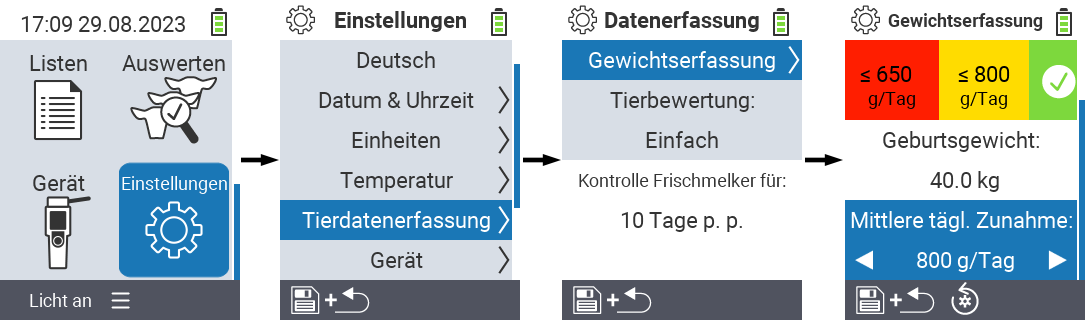 17:09 29.08.2023
Listen
Auswerten
Gerät
Einstellungen
Licht an
Einstellungen
Deutsch
Datum & Uhrzeit
Einheiten
Temperatur
Tierdatenerfassung
Gerät
+
Datenerfassung
Gewichtserfassung
Tierbewertung:
Einfach
Kontrolle Frischmelker für:
10 Tage p. p.
+
Gewichtserfassung
≤ 650
g/Tag
≤ 800
g/Tag
Geburtsgewicht:
40.0 kg
Mittlere tägl. Zunahme:
800 g/Tag
+